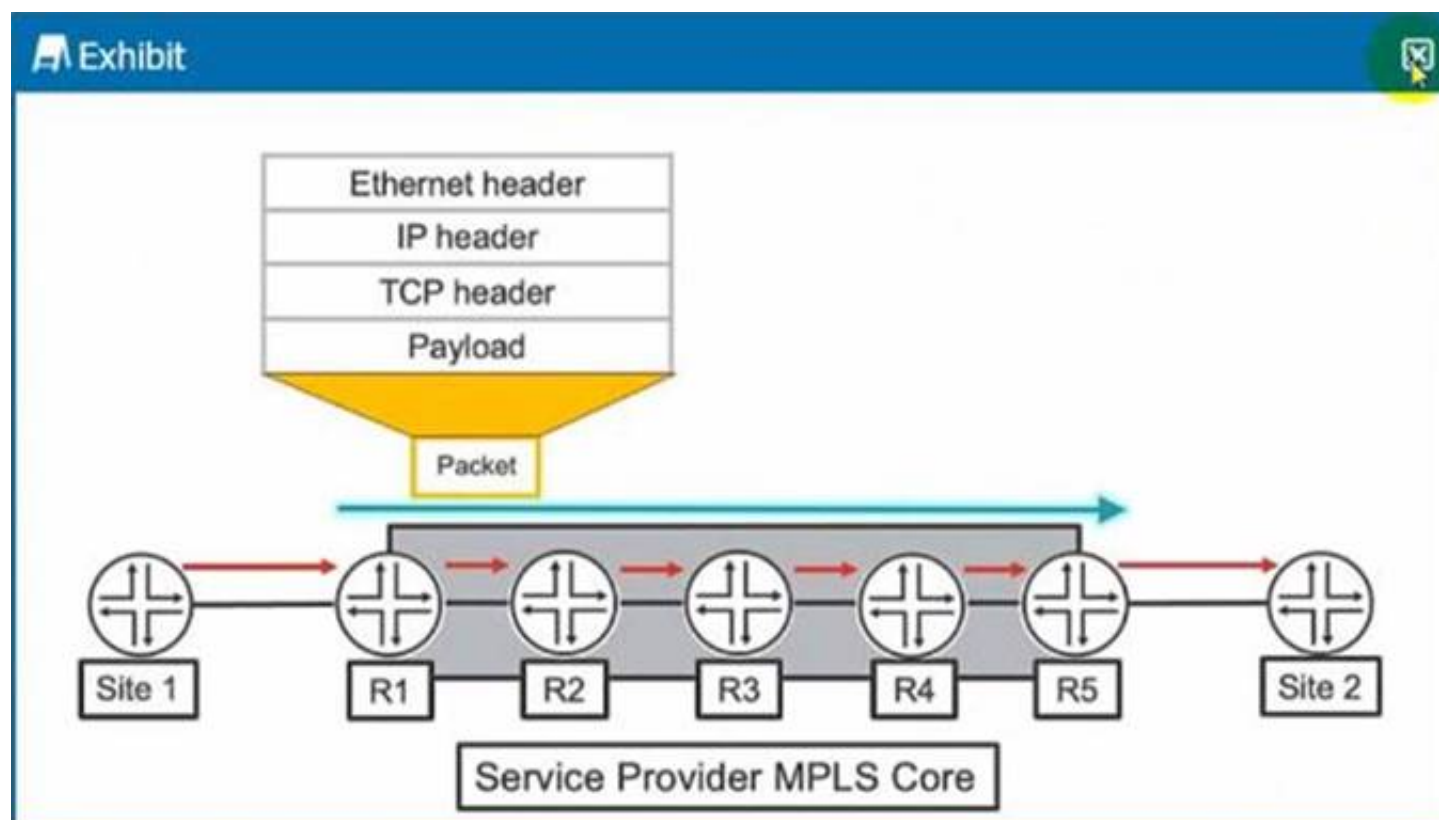 Exhibit
Ethernet header
IP header
TCP header
Payload
Packet
Site 1
R1
R2
R3
R4
R5
Site 2
Service Provider MPLS Core